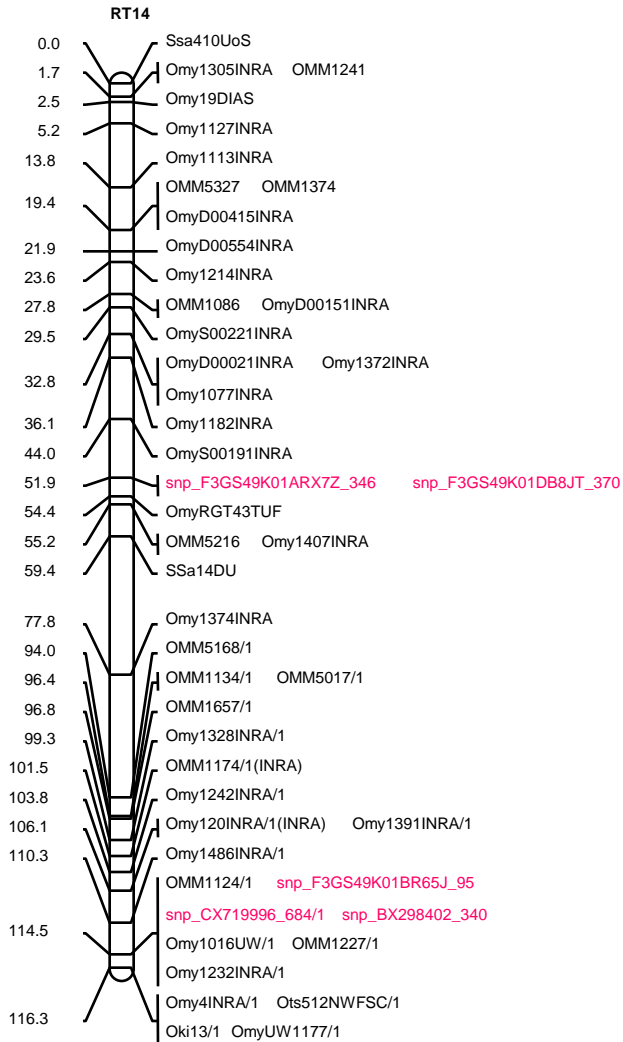 RT14
0.0 Ssa410UoS
1.7 Omy1305INRA OMM1241
2.5 Omy19DIAS
5.2 Omy1127INRA
13.8 Omy1113INRA
OMM5327 OMM1374
19.4
OmyD00415INRA
21.9 OmyD00554INRA
23.6 Omy1214INRA
27.8 OMM1086 OmyD00151INRA
29.5 OmyS00221INRA
OmyD00021INRA Omy1372INRA
32.8
Omy1077INRA
36.1 Omy1182INRA
44.0 OmyS00191INRA
51.9 snp_F3GS49K01ARX7Z_346 snp_F3GS49K01DB8JT_370
54.4 OmyRGT43TUF
55.2 OMM5216 Omy1407INRA
59.4 SSa14DU
77.8 Omy1374INRA
94.0 OMM5168/1
96.4 OMM1134/1 OMM5017/1
96.8 OMM1657/1
99.3 Omy1328INRA/1
101.5 OMM1174/1(INRA)
103.8 Omy1242INRA/1
106.1 Omy120INRA/1(INRA) Omy1391INRA/1
110.3 Omy1486INRA/1
OMM1124/1 snp_F3GS49K01BR65J_95
snp_CX719996_684/1 snp_BX298402_340
114.5
Omy1016UW/1 OMM1227/1
Omy1232INRA/1
Omy4INRA/1 Ots512NWFSC/1
116.3
Oki13/1 OmyUW1177/1